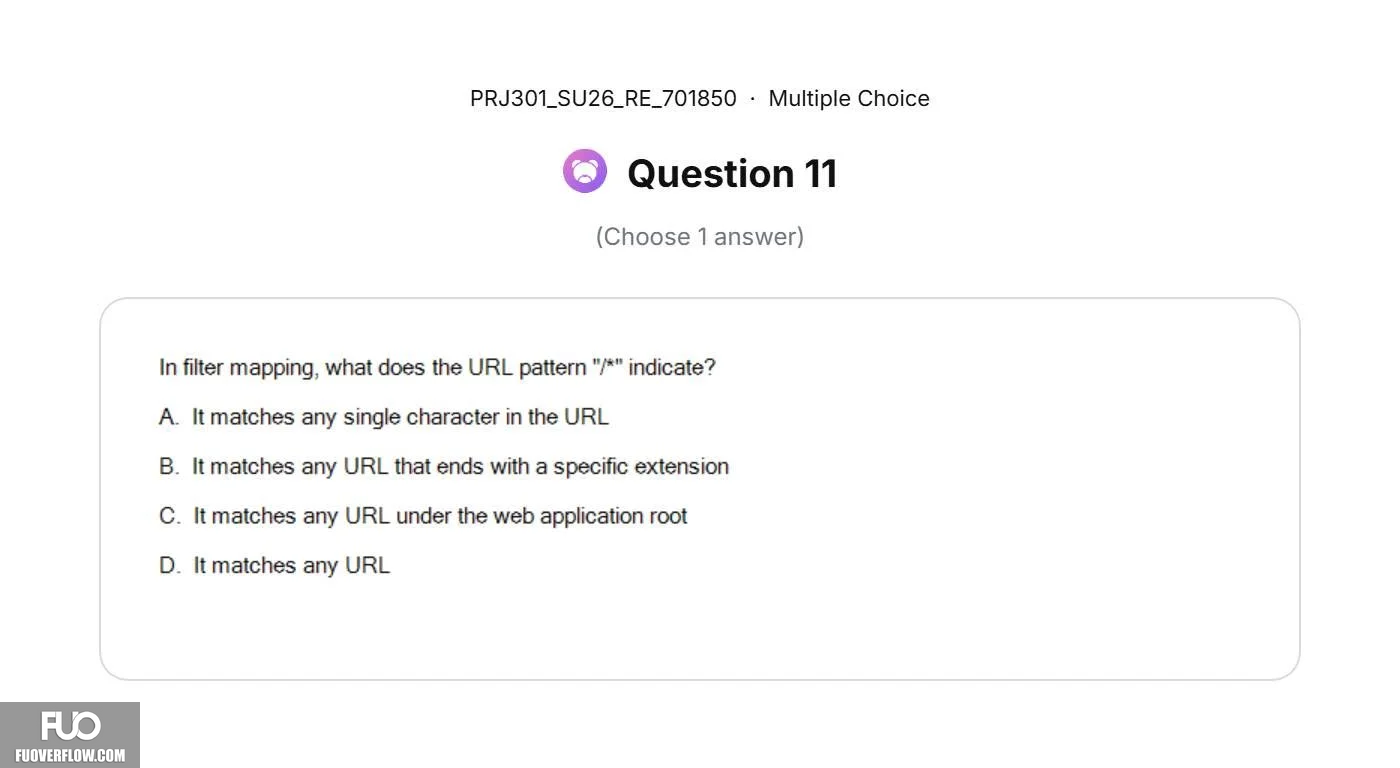 PRJ301_SU26_RE_701850 · Multiple Choice
Question 11
(Choose 1 answer)
In filter mapping, what does the URL pattern "/*" indicate?
A. It matches any single character in the URL
B. It matches any URL that ends with a specific extension
C. It matches any URL under the web application root
D. It matches any URL
FUO
FUOVERFLOW.COM